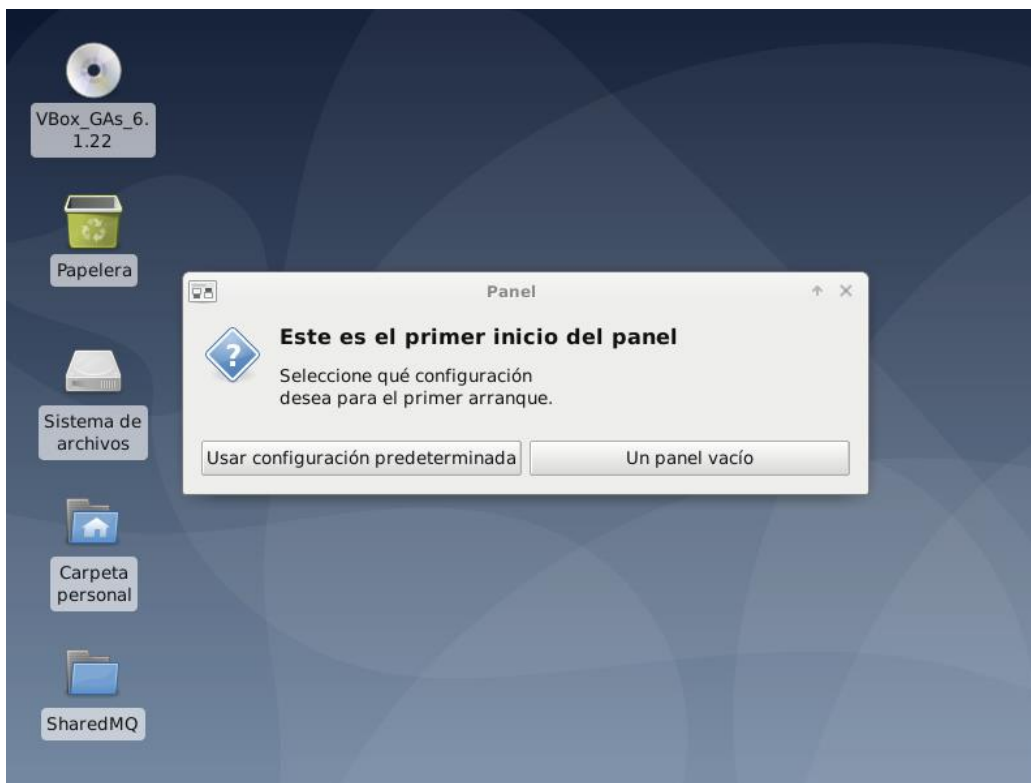 VBox_GAs_6.
1.22
Papelera
Sistema de
archivos
Carpeta
personal
SharedMQ
Panel
Este es el primer inicio del panel
Seleccione qué configuración
desea para el primer arranque.
Usar configuración predeterminada
Un panel vacío